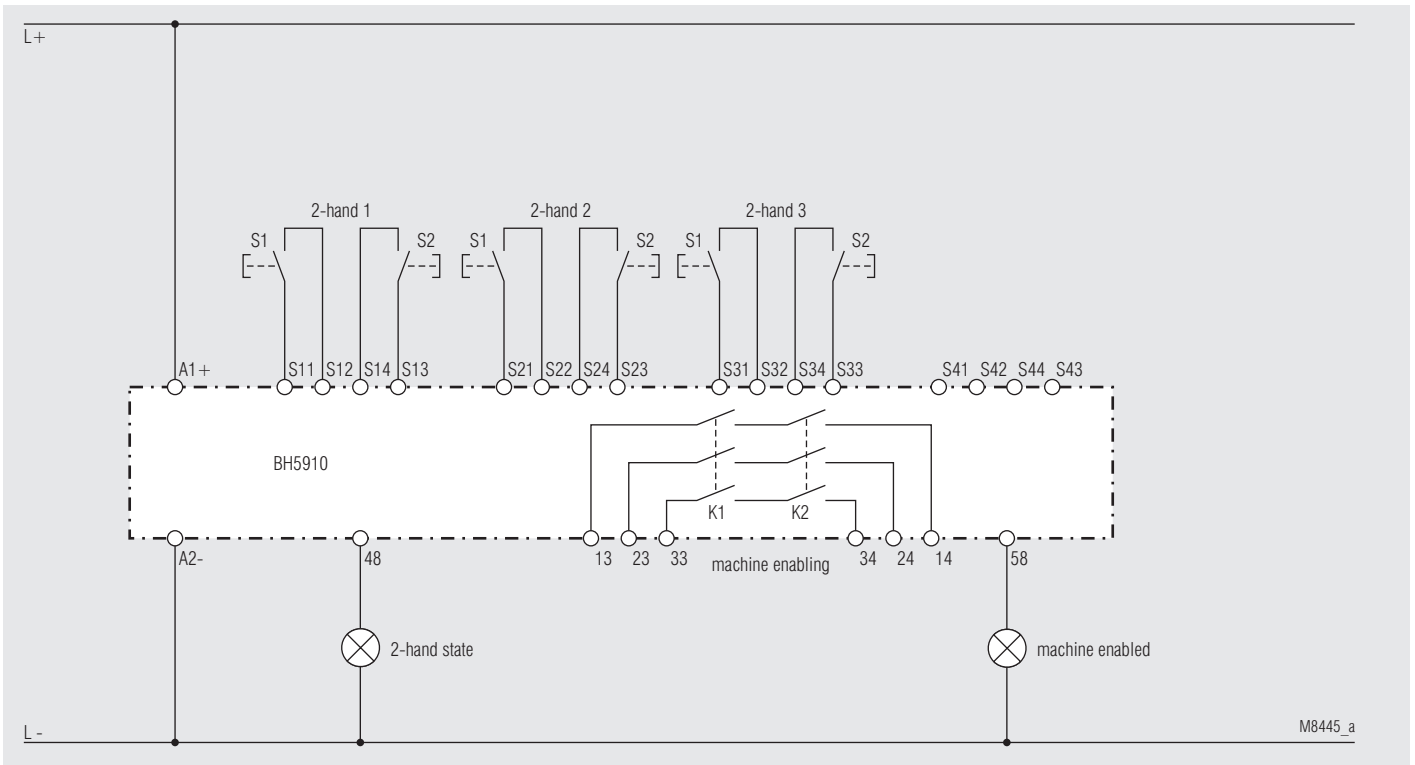 L+
2-hand 1 2-hand 2 2-hand 3
S1 S2 S1 S2 S1 S2
A1+ S11 S12 S14 S13 S21 S22 S24 S23 S31 S32 S34 S33 S41 S42 S44 S43
BH5910
K1 K2
A2- 48 13 23 33 machine enabling 34 24 14 58
2-hand state machine enabled
L -
M8445_a